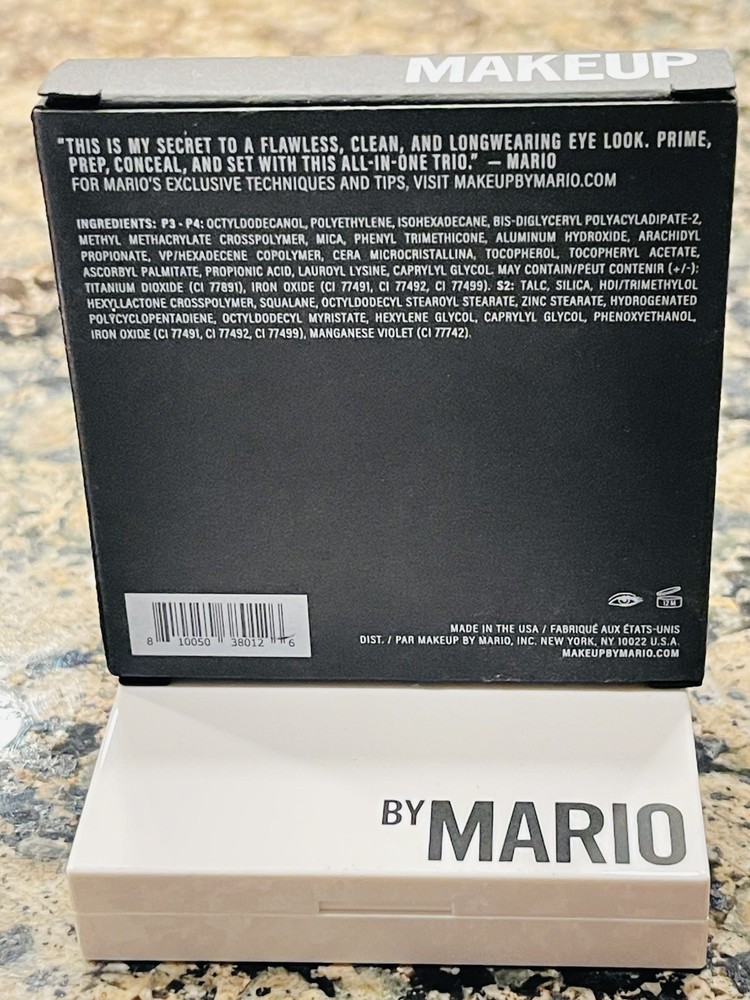 MAKEUP
"THIS IS MY SECRET TO A FLAWLESS, CLEAN, AND LONGWEARING EYE LOOK. PRIME,
PREP, CONCEAL, AND SET WITH THIS ALL-IN-ONE TRIO." — MARIO
FOR MARIO'S EXCLUSIVE TECHNIQUES AND TIPS, VISIT MAKEUPBYMARIO.COM
INGREDIENTS: P3 - P4: OCTYLDODECANOL, POLYETHYLENE, ISOHEXADECANE, BIS-DIGLYCERYL POLYACYLADIPATE-2,
METHYL METHACRYLATE CROSSPOLYMER, MICA, PHENYL TRIMETHICONE, ALUMINUM HYDROXIDE, ARACHIDYL
PROPIONATE, VP/HEXADECENE COPOLYMER, CERA MICROCRISTALLINA, TOCOPHEROL, TOCOPHERYL ACETATE,
ASCORBYL PALMITATE, PROPIONIC ACID, LAUROYL LYSINE, CAPRYLYL GLYCOL. MAY CONTAIN/PEUT CONTENIR (+/-):
TITANIUM DIOXIDE (CI 77891), IRON OXIDE (CI 77491, CI 77492, CI 77499). S2: TALC, SILICA, HDI/TRIMETHYLOL
HEXYLLACTONE CROSSPOLYMER, SQUALANE, OCTYLDODECYL STEAROYL STEARATE, ZINC STEARATE, HYDROGENATED
POLYCYCLOPENTADIENE, OCTYLDODECYL MYRISTATE, HEXYLENE GLYCOL, CAPRYLYL GLYCOL, PHENOXYETHANOL,
IRON OXIDE (CI 77491, CI 77492, CI 77499), MANGANESE VIOLET (CI 77742).
12 M
8 10050 38012 6
MADE IN THE USA / FABRIQUÉ AUX ÉTATS-UNIS
DIST. / PAR MAKEUP BY MARIO, INC. NEW YORK, NY 10022 U.S.A.
MAKEUPBYMARIO.COM
BY MARIO